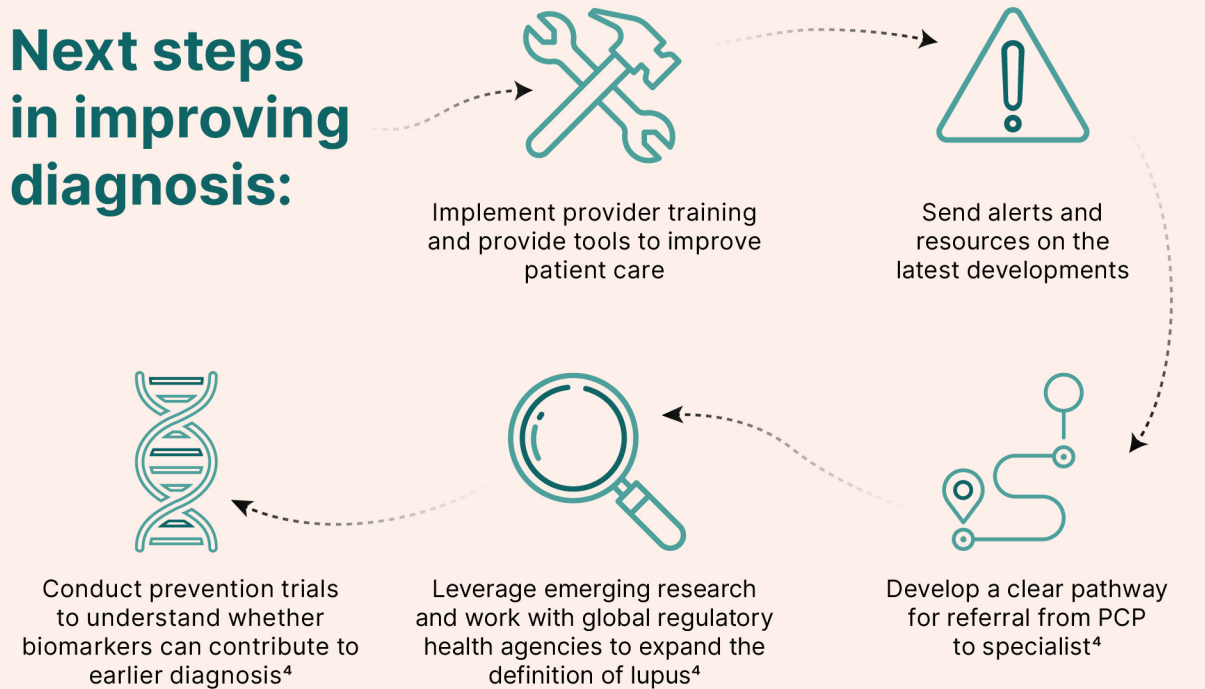 Next steps
in improving
diagnosis:
Implement provider training
and provide tools to improve
patient care
Send alerts and
resources on the
latest developments
Develop a clear pathway
for referral from PCP
to specialist⁴
Leverage emerging research
and work with global regulatory
health agencies to expand the
definition of lupus⁴
Conduct prevention trials
to understand whether
biomarkers can contribute to
earlier diagnosis⁴